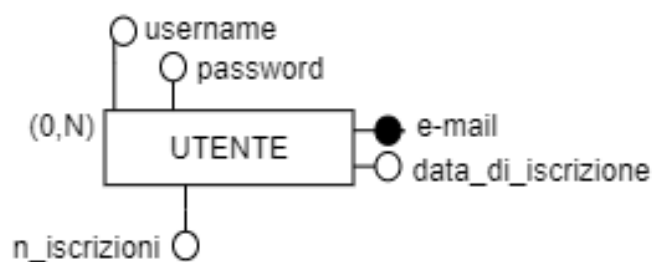 username
password
(0,N)
UTENTE
e-mail
data_di_iscrizione
n_iscrizioni